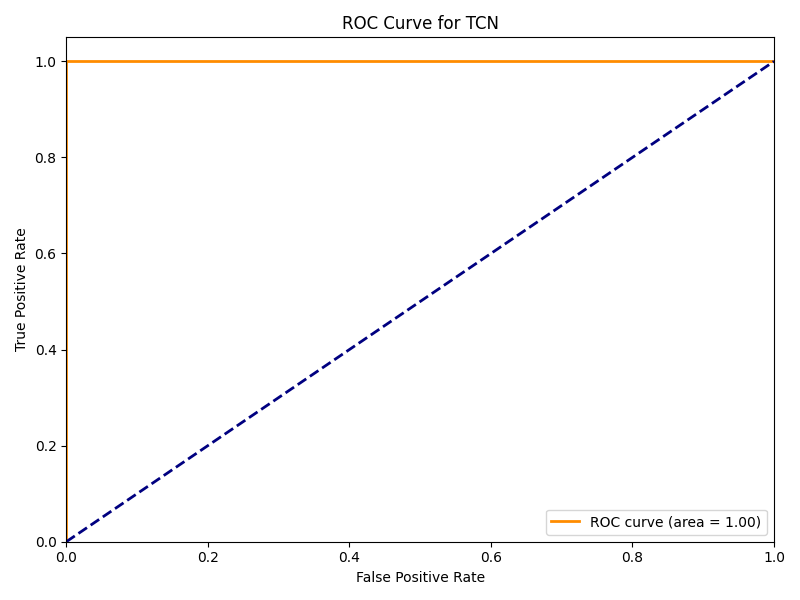 ROC Curve for TCN
True Positive Rate
1.0
0.8
0.6
0.4
0.2
0.0
ROC curve (area = 1.00)
0.0 0.2 0.4 0.6 0.8 1.0
False Positive Rate